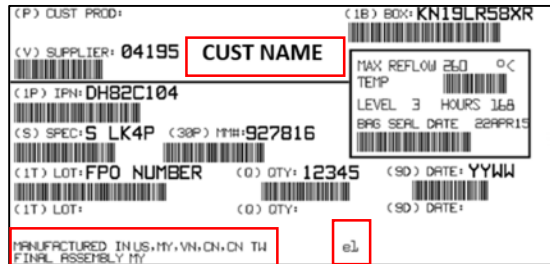 (P) CUST PROD: (1B) BOX: KN19LR58XR
(V) SUPPLIER: 04195 CUST NAME
MAX REFLOW 260 °C
TEMP
LEVEL 3 HOURS 168
BAG SEAL DATE 22APR15
(1P) IPN: DH82C104
(S) SPEC: S LK4P (30P) MM#: 927816
(1T) LOT: FPO NUMBER (Q) QTY: 12345 (9D) DATE: YYWW
(1T) LOT: (Q) QTY: (9D) DATE:
MANUFACTURED IN US, MY, VN, CN, CN TW e1
FINAL ASSEMBLY MY